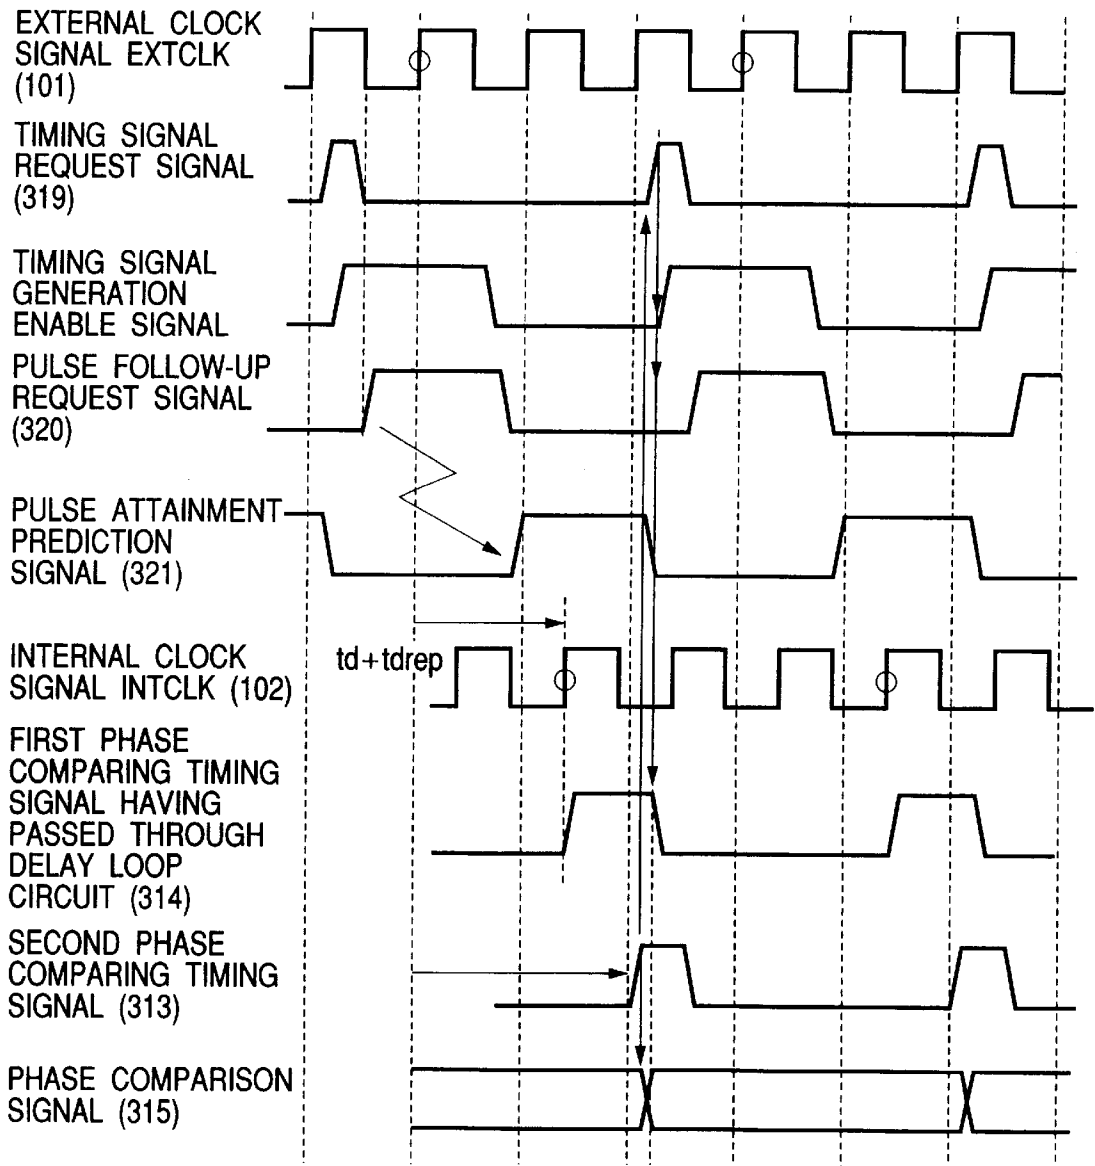 EXTERNAL CLOCK
SIGNAL EXTCLK
(101)
TIMING SIGNAL
REQUEST SIGNAL
(319)
TIMING SIGNAL
GENERATION
ENABLE SIGNAL
PULSE FOLLOW-UP
REQUEST SIGNAL
(320)
PULSE ATTAINMENT
PREDICTION
SIGNAL (321)
INTERNAL CLOCK
SIGNAL INTCLK (102)
td+tdrep
FIRST PHASE
COMPARING TIMING
SIGNAL HAVING
PASSED THROUGH
DELAY LOOP
CIRCUIT (314)
SECOND PHASE
COMPARING TIMING
SIGNAL (313)
PHASE COMPARISON
SIGNAL (315)